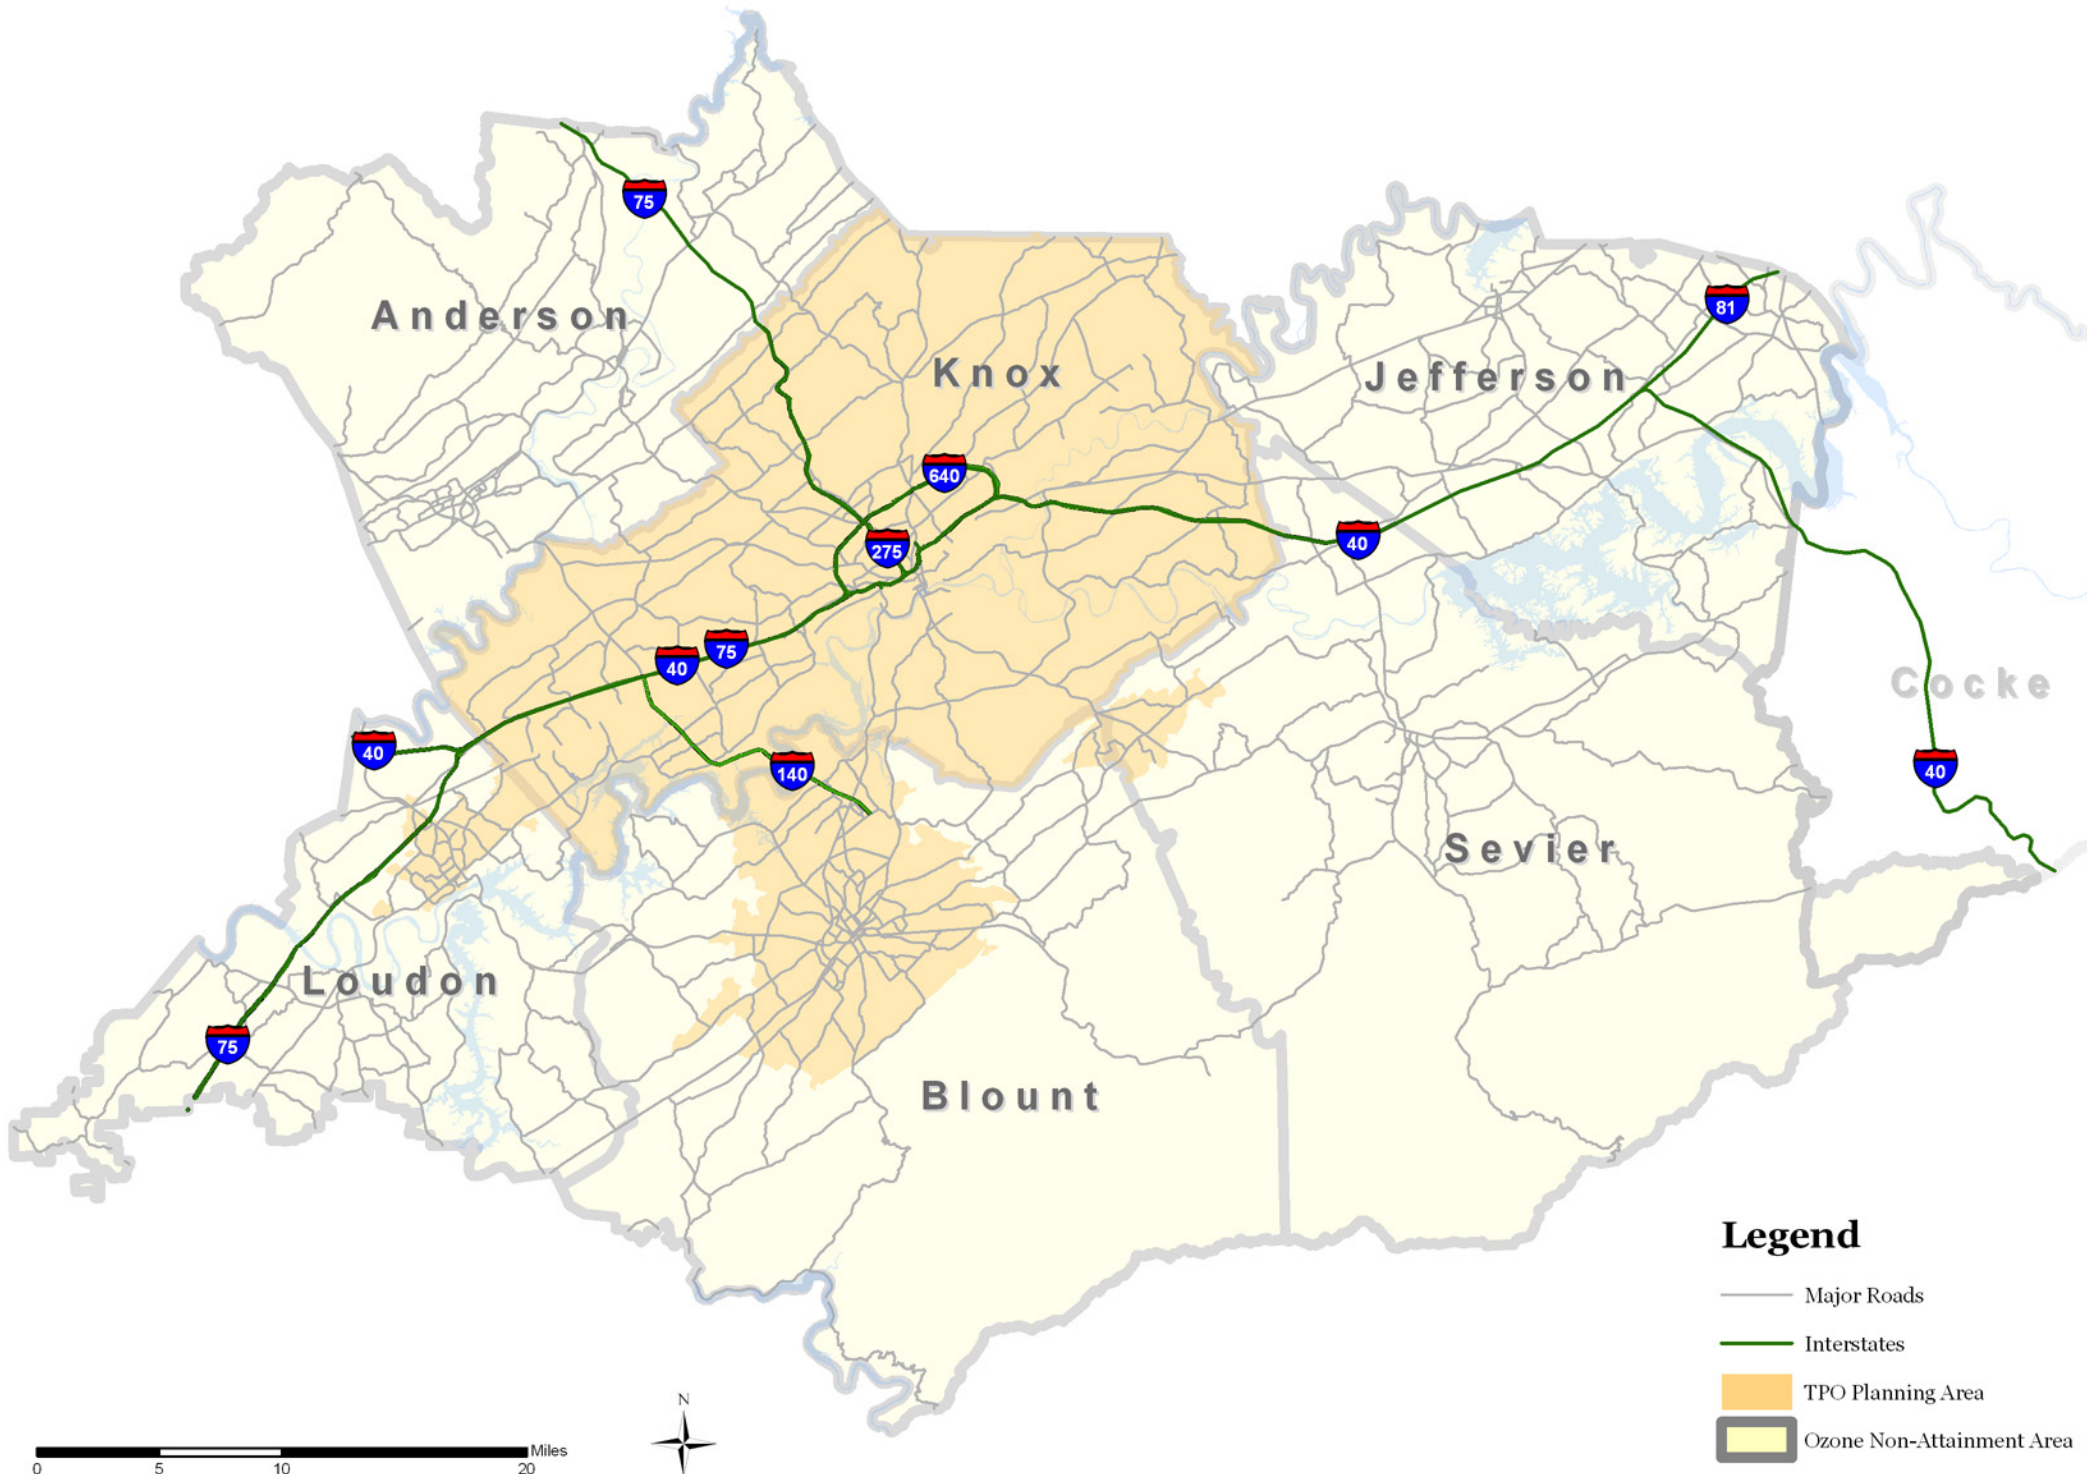 75
Anderson
81
Knox
Jefferson
640
275
40
75
40
Cocke
40
140
40
Sevier
Loudon
75
Blount
Legend
Major Roads
Interstates
TPO Planning Area
Ozone Non-Attainment Area
N
Miles
0 5 10 20